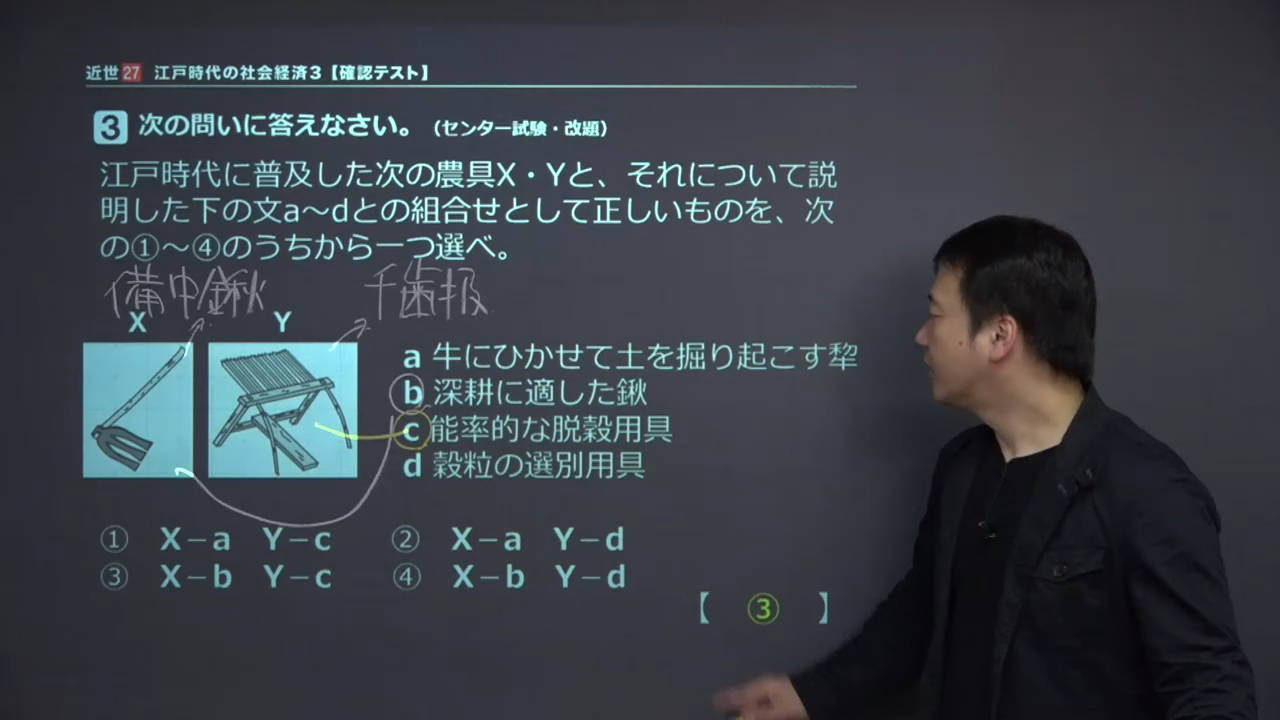 近世27 江戸時代の社会経済3【確認テスト】
3 次の問いに答えなさい。(センター試験・改題)
江戸時代に普及した次の農具X・Yと、それについて説
明した下の文a〜dとの組合せとして正しいものを、次
の①〜④のうちから一つ選べ。
備中鍬 千歯扱
X Y
a 牛にひかせて土を掘り起こす犂
b 深耕に適した鍬
c 能率的な脱穀用具
d 穀粒の選別用具
① X−a Y−c ② X−a Y−d
③ X−b Y−c ④ X−b Y−d
【 ③ 】